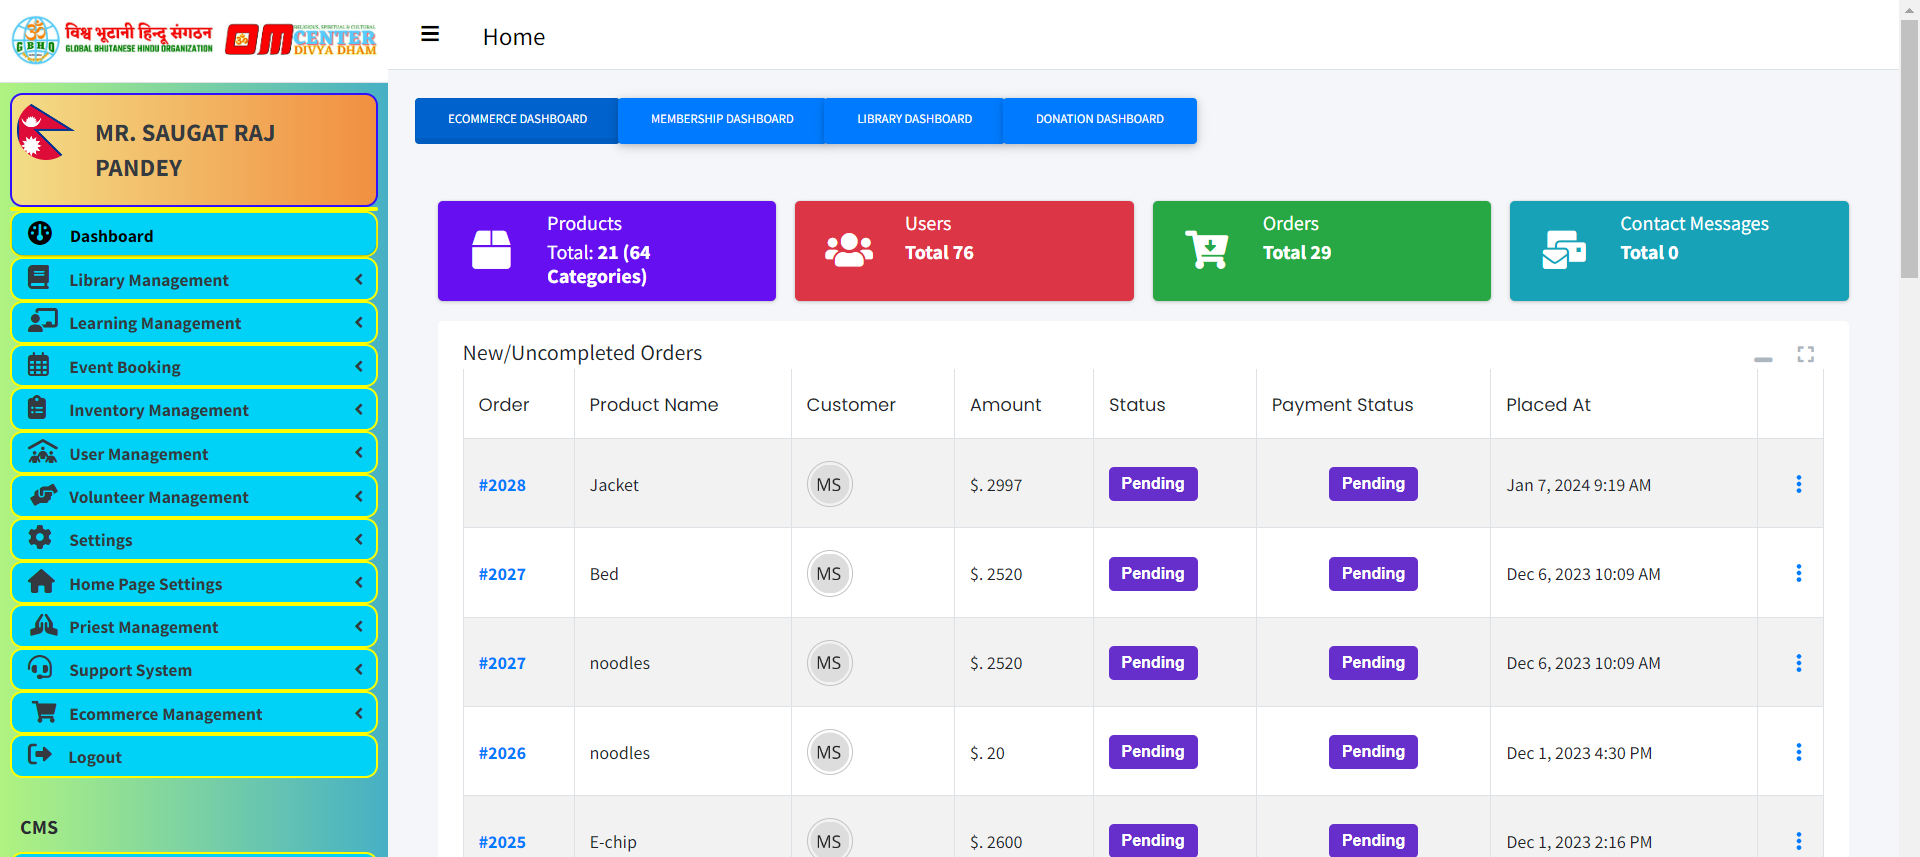 विश्व भूटानी हिन्दू संगठन
GLOBAL BHUTANESE HINDU ORGANIZATION
GBHO
RELIGIOUS, SPIRITUAL & CULTURAL
OM CENTER
DIVYA DHAM
Home
MR. SAUGAT RAJ
PANDEY
Dashboard
Library Management
Learning Management
Event Booking
Inventory Management
User Management
Volunteer Management
Settings
Home Page Settings
Priest Management
Support System
Ecommerce Management
Logout
CMS
ECOMMERCE DASHBOARD MEMBERSHIP DASHBOARD LIBRARY DASHBOARD DONATION DASHBOARD
Products
Total: 21 (64
Categories)
Users
Total 76
Orders
Total 29
Contact Messages
Total 0
New/Uncompleted Orders
Order Product Name Customer Amount Status Payment Status Placed At
#2028 Jacket MS $. 2997 Pending Pending Jan 7, 2024 9:19 AM
#2027 Bed MS $. 2520 Pending Pending Dec 6, 2023 10:09 AM
#2027 noodles MS $. 2520 Pending Pending Dec 6, 2023 10:09 AM
#2026 noodles MS $. 20 Pending Pending Dec 1, 2023 4:30 PM
#2025 E-chip MS $. 2600 Pending Pending Dec 1, 2023 2:16 PM